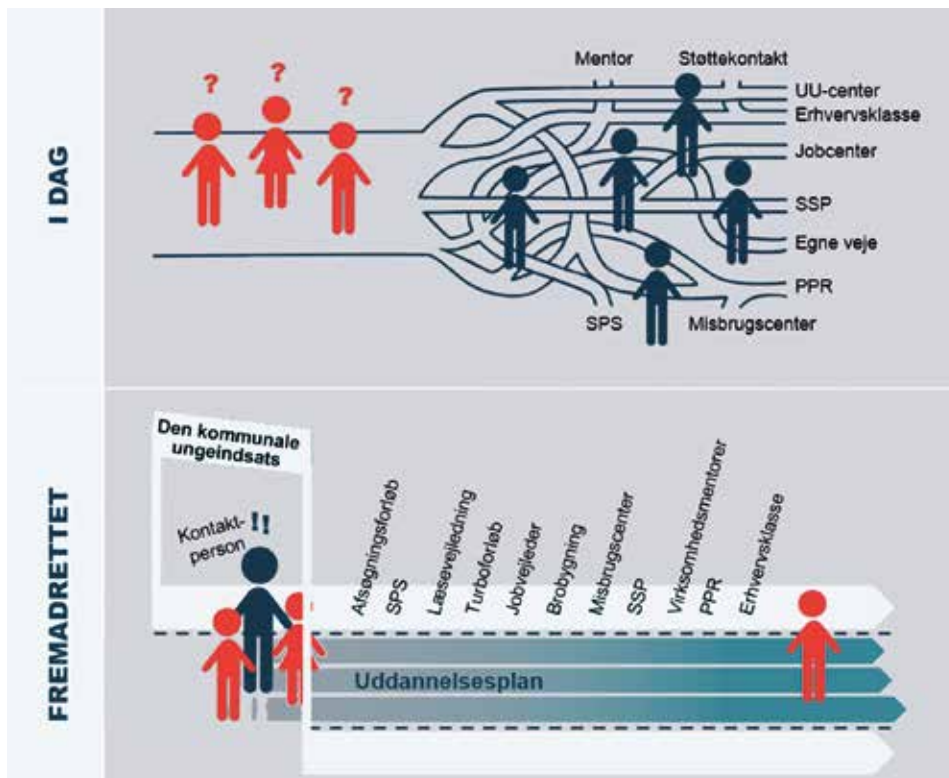 I DAG
?
?
?
Mentor
Støttekontakt
UU-center
Erhvervsklasse
Jobcenter
SSP
Egne veje
PPR
SPS
Misbrugscenter
FREMADRETTET
Den kommunale
ungeindsats
Kontakt-
person
!!
Afsøgningsforløb
SPS
Læsevejledning
Turboforløb
Jobvejleder
Brobygning
Misbrugscenter
SSP
Virksomhedsmentorer
PPR
Erhvervsklasse
Uddannelsesplan